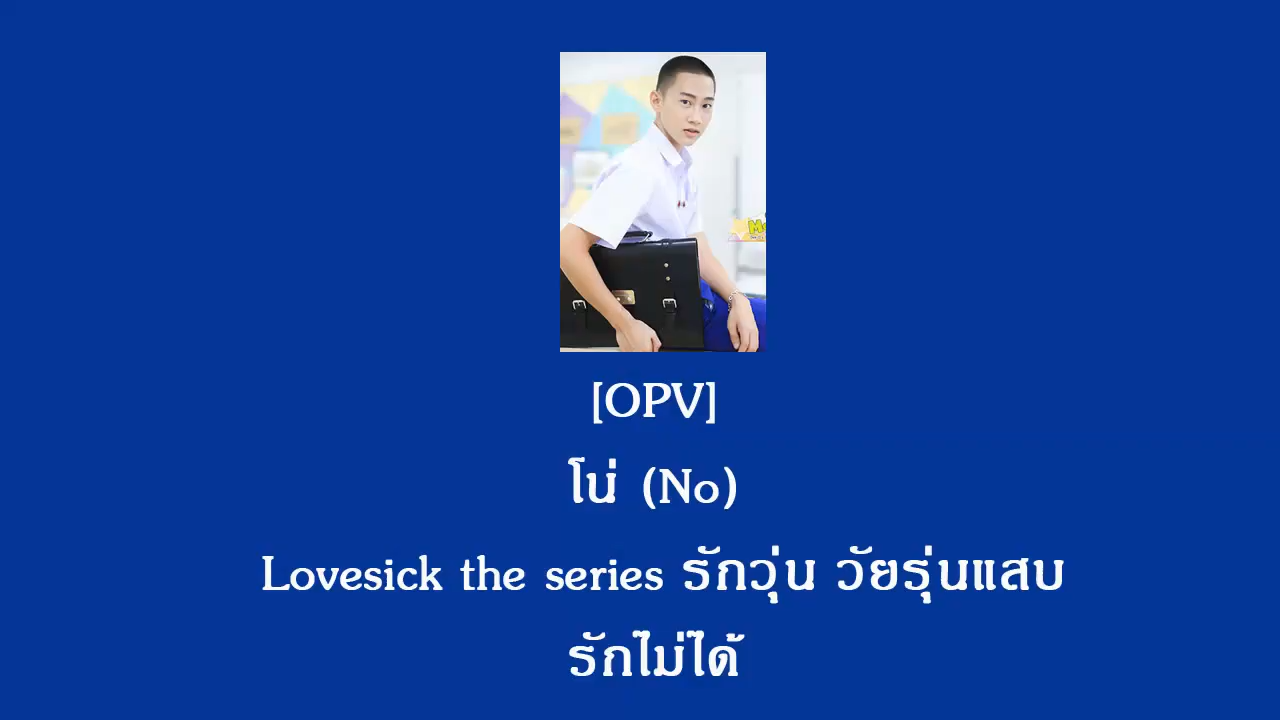 [OPV]
โน่ (No)
Lovesick the series รักวุ่น วัยรุ่นแสบ
รักไม่ได้